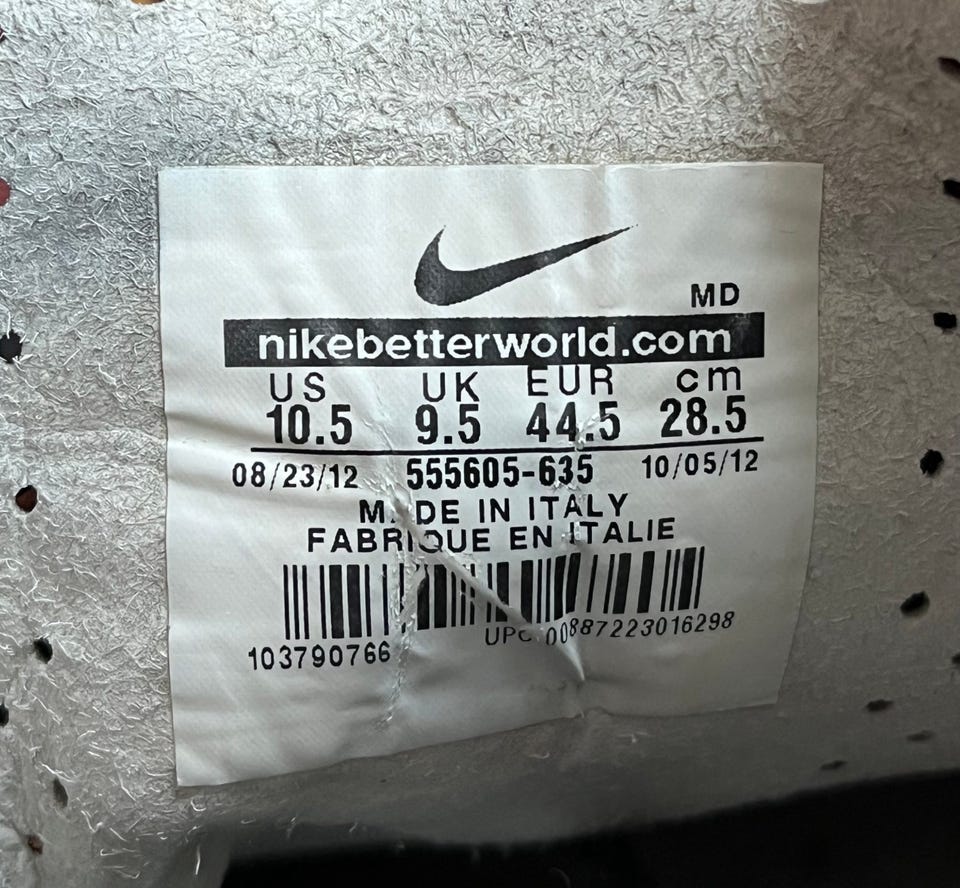 MD
nikebetterworld.com
US UK EUR cm
10.5 9.5 44.5 28.5
08/23/12 555605-635 10/05/12
MADE IN ITALY
FABRIQUE EN ITALIE
UPC 00887223016298
103790766